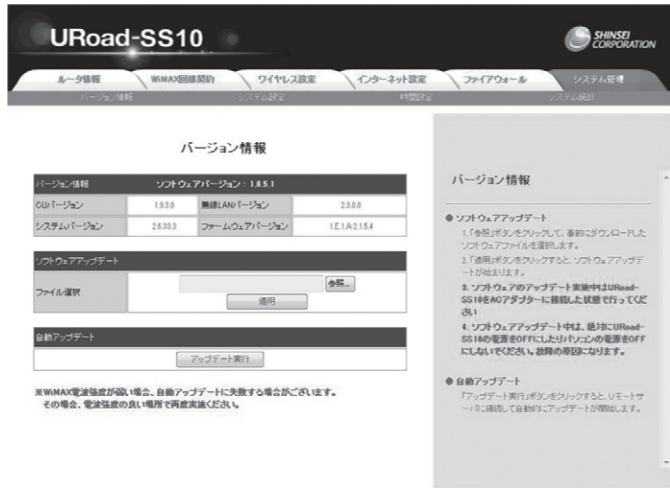 URoad-SS10
SHINSEI
CORPORATION
ルータ情報
WiMAX回線契約
ワイヤレス設定
インターネット設定
ファイアウォール
システム管理
バージョン情報
システム設定
時間設定
システム統計
バージョン情報
バージョン情報
ソフトウェアバージョン : 1.0.5.1
CUバージョン
1.9.3.0
無線LANバージョン
2.3.0.0
システムバージョン
2.6.30.3
ファームウェアバージョン
1.E.1.A-2.1.5.4
ソフトウェアアップデート
ファイル選択
参照...
適用
自動アップデート
アップデート実行
※WiMAX電波強度が弱い場合、自動アップデートに失敗する場合がございます。
その場合、電波強度の良い場所で再度実施ください。
バージョン情報
● ソフトウェアアップデート
1.「参照」ボタンをクリックして、事前にダウンロードした
ソフトウェアファイルを選択します。
2.「適用」ボタンをクリックすると、ソフトウェアアップデ
ートが始まります。
3. ソフトウェアのアップデート実施中はURoad-
SS10をACアダプターに接続した状態で行ってくだ
さい
4. ソフトウェアアップデート中は、絶対にURoad-
SS10の電源をOFFにしたりパソコンの電源をOFF
にしないでください。故障の原因になります。
● 自動アップデート
「アップデート実行」ボタンをクリックすると、リモートサ
ーバに接続して自動的にアップデートが開始します。